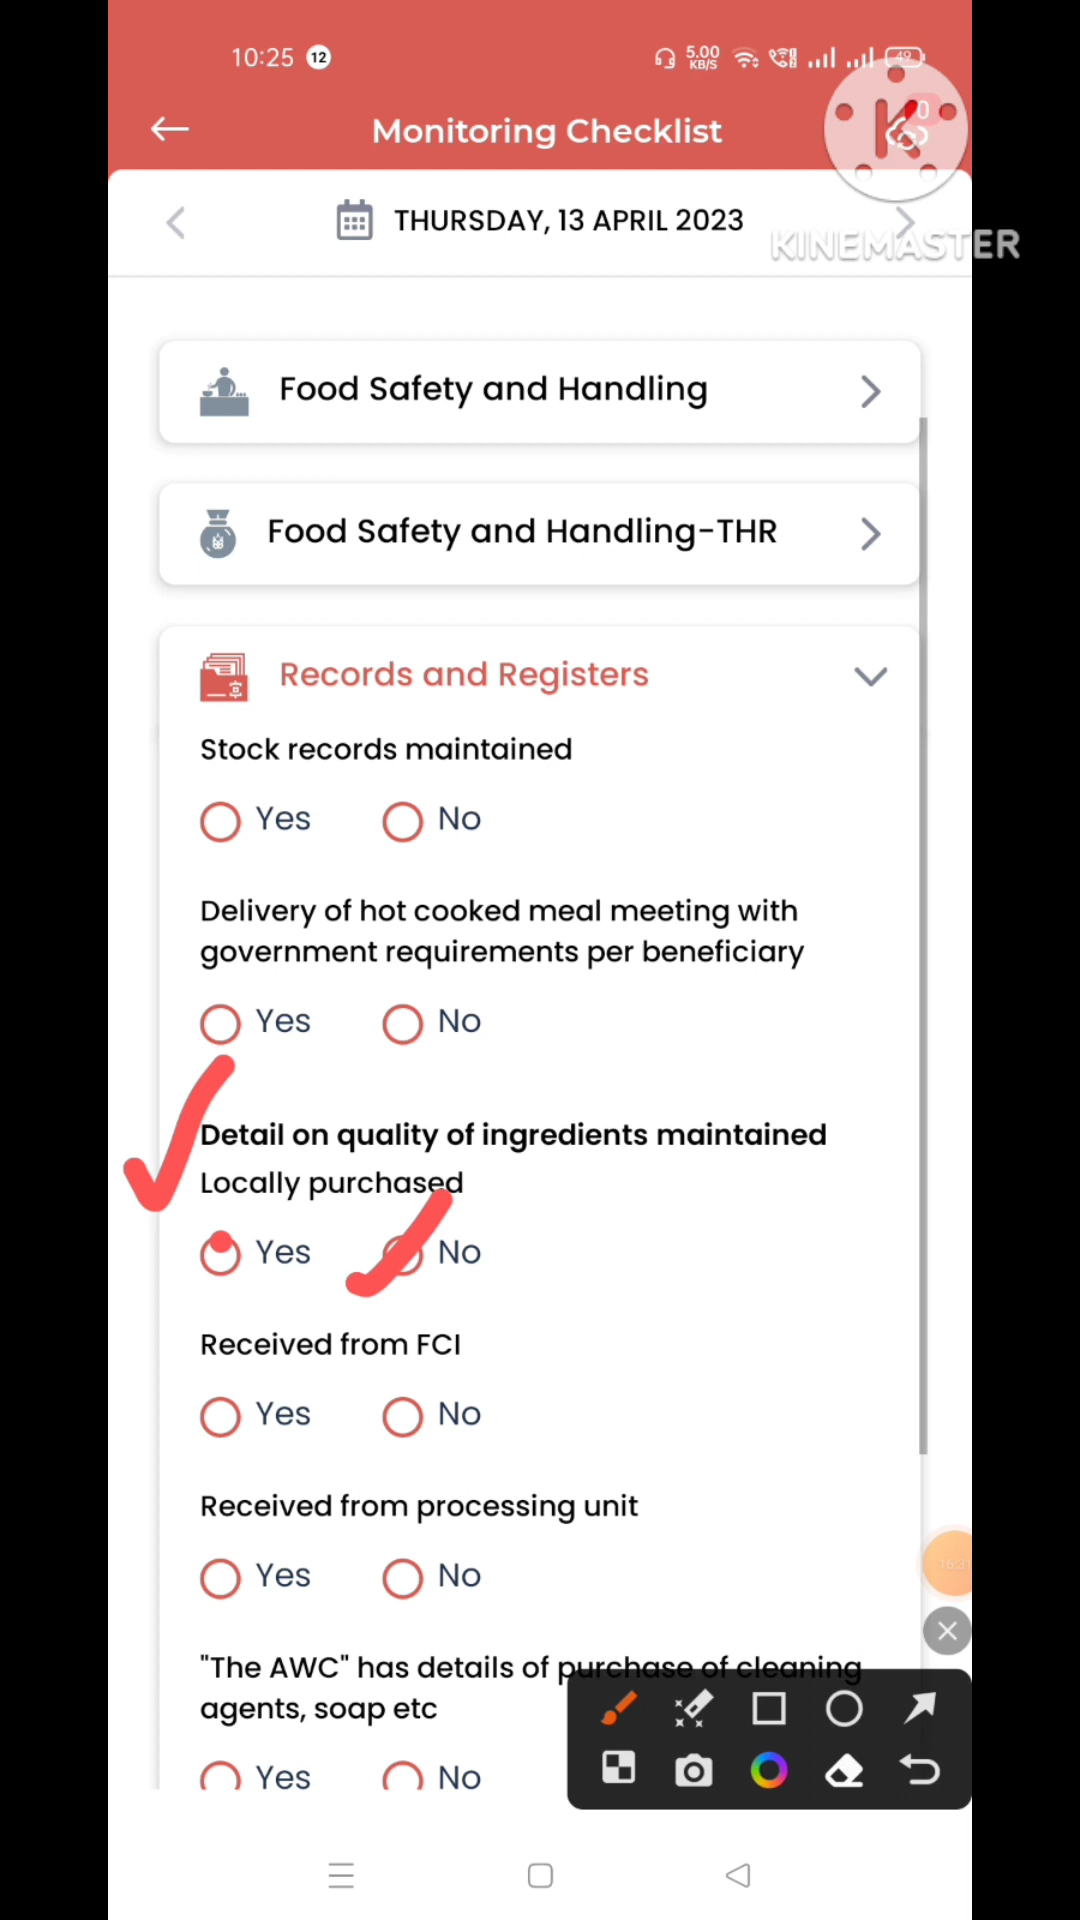 10:25 12 5.00 KB/S 49
Monitoring Checklist
THURSDAY, 13 APRIL 2023
KINEMASTER
Food Safety and Handling
Food Safety and Handling-THR
Records and Registers
Stock records maintained
Yes No
Delivery of hot cooked meal meeting with
government requirements per beneficiary
Yes No
Detail on quality of ingredients maintained
Locally purchased
Yes No
Received from FCI
Yes No
Received from processing unit
Yes No
"The AWC" has details of purchase of cleaning
agents, soap etc
Yes No